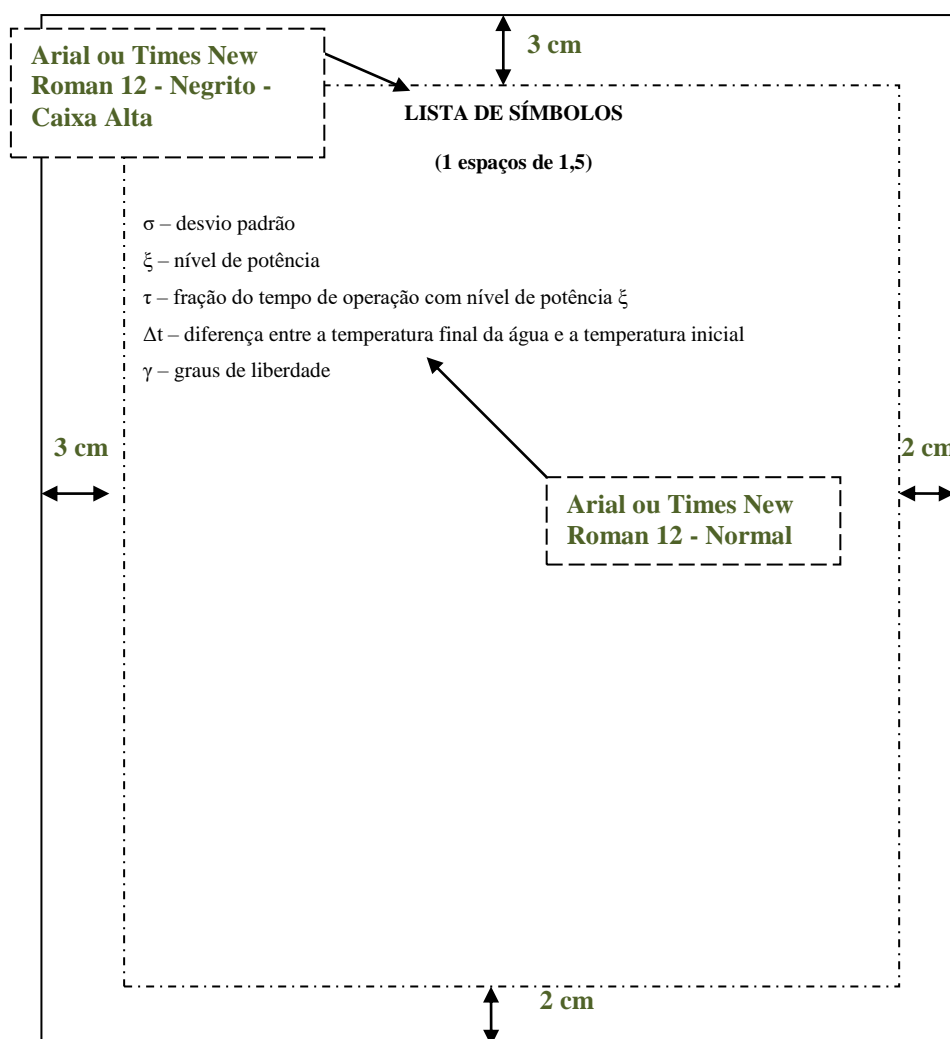 3 cm
Arial ou Times New
Roman 12 - Negrito -
Caixa Alta
LISTA DE SÍMBOLOS
(1 espaços de 1,5)
σ – desvio padrão
ξ – nível de potência
τ – fração do tempo de operação com nível de potência ξ
Δt – diferença entre a temperatura final da água e a temperatura inicial
γ – graus de liberdade
3 cm
2 cm
Arial ou Times New
Roman 12 - Normal
2 cm